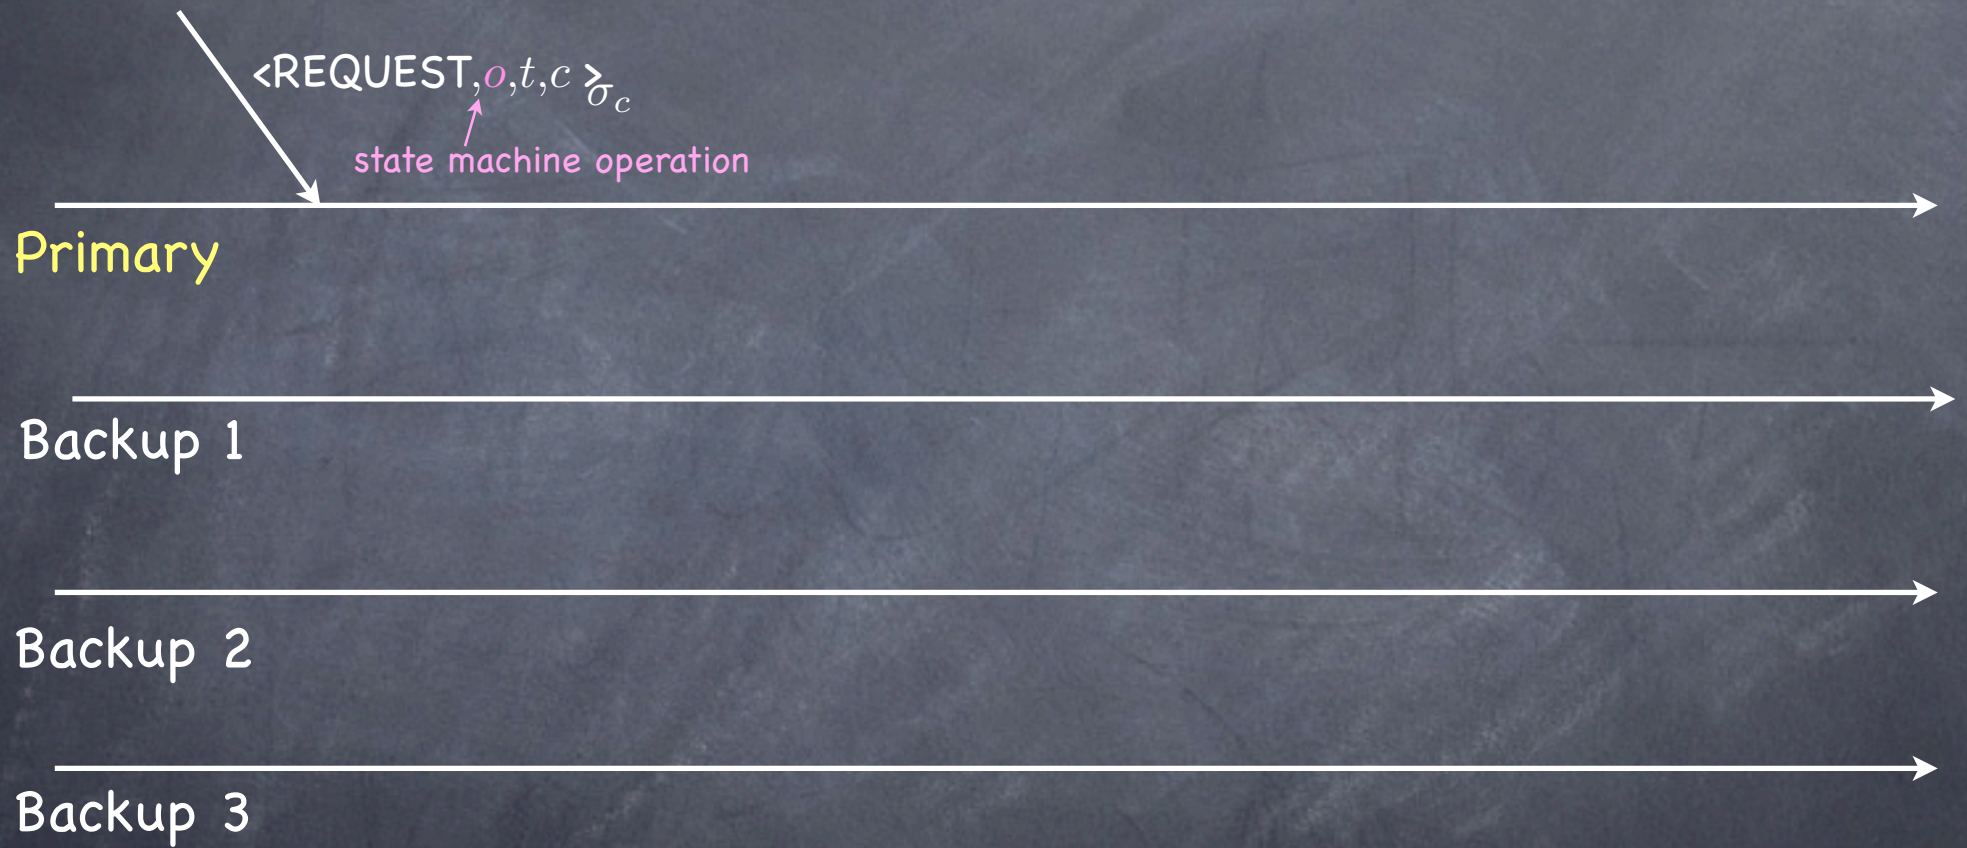 <REQUEST,o,t,c >σc
state machine operation
Primary
Backup 1
Backup 2
Backup 3